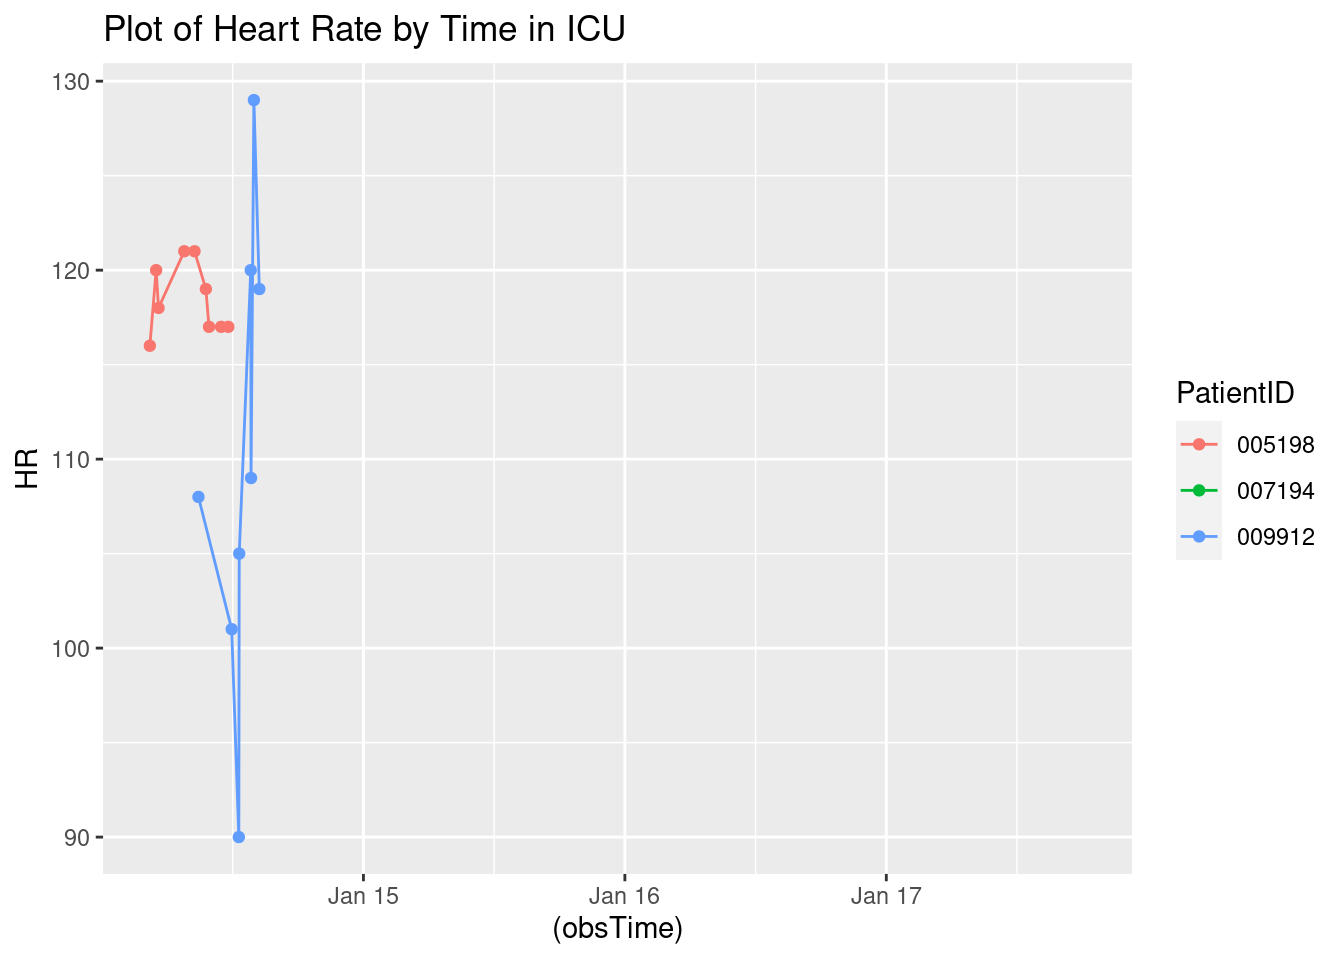 Plot of Heart Rate by Time in ICU
130
120
110
100
90
HR
Jan 15
Jan 16
Jan 17
(obsTime)
PatientID
005198
007194
009912